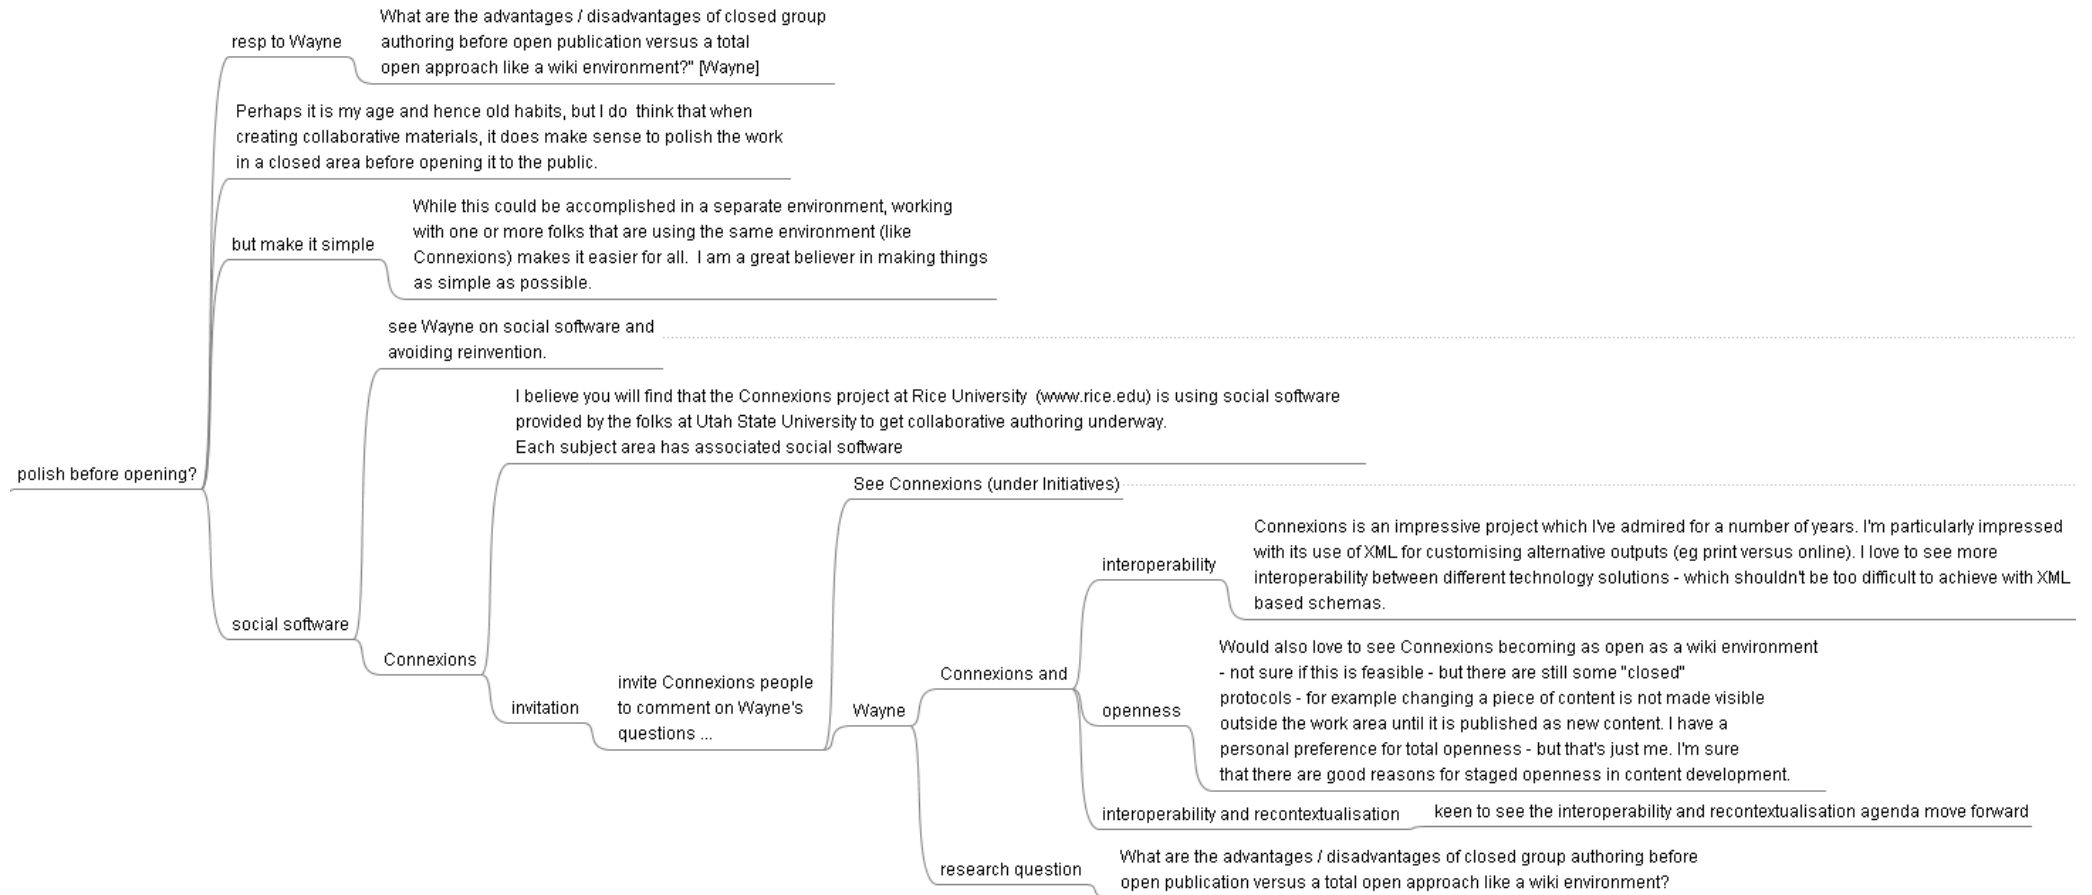 resp to Wayne
What are the advantages / disadvantages of closed group
authoring before open publication versus a total
open approach like a wiki environment?" [Wayne]
Perhaps it is my age and hence old habits, but I do  think that when
creating collaborative materials, it does make sense to polish the work
in a closed area before opening it to the public.
but make it simple
While this could be accomplished in a separate environment, working
with one or more folks that are using the same environment (like
Connexions) makes it easier for all.  I am a great believer in making things
as simple as possible.
see Wayne on social software and
avoiding reinvention.
I believe you will find that the Connexions project at Rice University  (www.rice.edu) is using social software
provided by the folks at Utah State University to get collaborative authoring underway.
Each subject area has associated social software
polish before opening?
See Connexions (under Initiatives)
interoperability
Connexions is an impressive project which I've admired for a number of years. I'm particularly impressed
with its use of XML for customising alternative outputs (eg print versus online). I love to see more
interoperability between different technology solutions - which shouldn't be too difficult to achieve with XML
based schemas.
social software
Connexions
invitation
invite Connexions people
to comment on Wayne's
questions ...
Wayne
Connexions and
openness
Would also love to see Connexions becoming as open as a wiki environment
- not sure if this is feasible - but there are still some "closed"
protocols - for example changing a piece of content is not made visible
outside the work area until it is published as new content. I have a
personal preference for total openness - but that's just me. I'm sure
that there are good reasons for staged openness in content development.
interoperability and recontextualisation
keen to see the interoperability and recontextualisation agenda move forward
research question
What are the advantages / disadvantages of closed group authoring before
open publication versus a total open approach like a wiki environment?